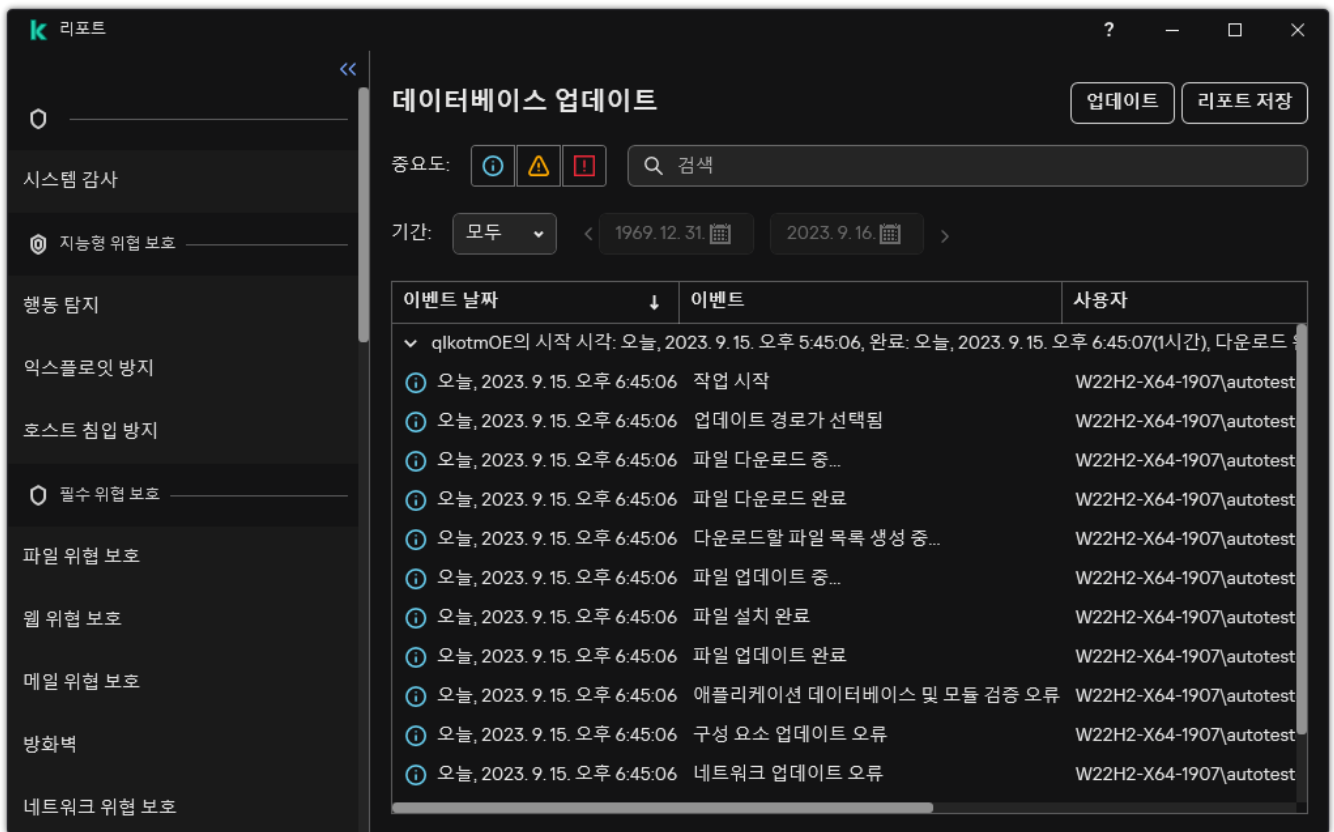 리포트
?
시스템 감사
지능형 위협 보호
행동 탐지
익스플로잇 방지
호스트 침입 방지
필수 위협 보호
파일 위협 보호
웹 위협 보호
메일 위협 보호
방화벽
네트워크 위협 보호
데이터베이스 업데이트
업데이트
리포트 저장
중요도:
검색
기간: 모두 1969. 12. 31. 2023. 9. 16.
이벤트 날짜 이벤트 사용자
qlkotmOE의 시작 시각: 오늘, 2023. 9. 15. 오후 5:45:06, 완료: 오늘, 2023. 9. 15. 오후 6:45:07(1시간), 다운로드
오늘, 2023. 9. 15. 오후 6:45:06 작업 시작 W22H2-X64-1907\autotest
오늘, 2023. 9. 15. 오후 6:45:06 업데이트 경로가 선택됨 W22H2-X64-1907\autotest
오늘, 2023. 9. 15. 오후 6:45:06 파일 다운로드 중... W22H2-X64-1907\autotest
오늘, 2023. 9. 15. 오후 6:45:06 파일 다운로드 완료 W22H2-X64-1907\autotest
오늘, 2023. 9. 15. 오후 6:45:06 다운로드할 파일 목록 생성 중... W22H2-X64-1907\autotest
오늘, 2023. 9. 15. 오후 6:45:06 파일 업데이트 중... W22H2-X64-1907\autotest
오늘, 2023. 9. 15. 오후 6:45:06 파일 설치 완료 W22H2-X64-1907\autotest
오늘, 2023. 9. 15. 오후 6:45:06 파일 업데이트 완료 W22H2-X64-1907\autotest
오늘, 2023. 9. 15. 오후 6:45:06 애플리케이션 데이터베이스 및 모듈 검증 오류 W22H2-X64-1907\autotest
오늘, 2023. 9. 15. 오후 6:45:06 구성 요소 업데이트 오류 W22H2-X64-1907\autotest
오늘, 2023. 9. 15. 오후 6:45:06 네트워크 업데이트 오류 W22H2-X64-1907\autotest